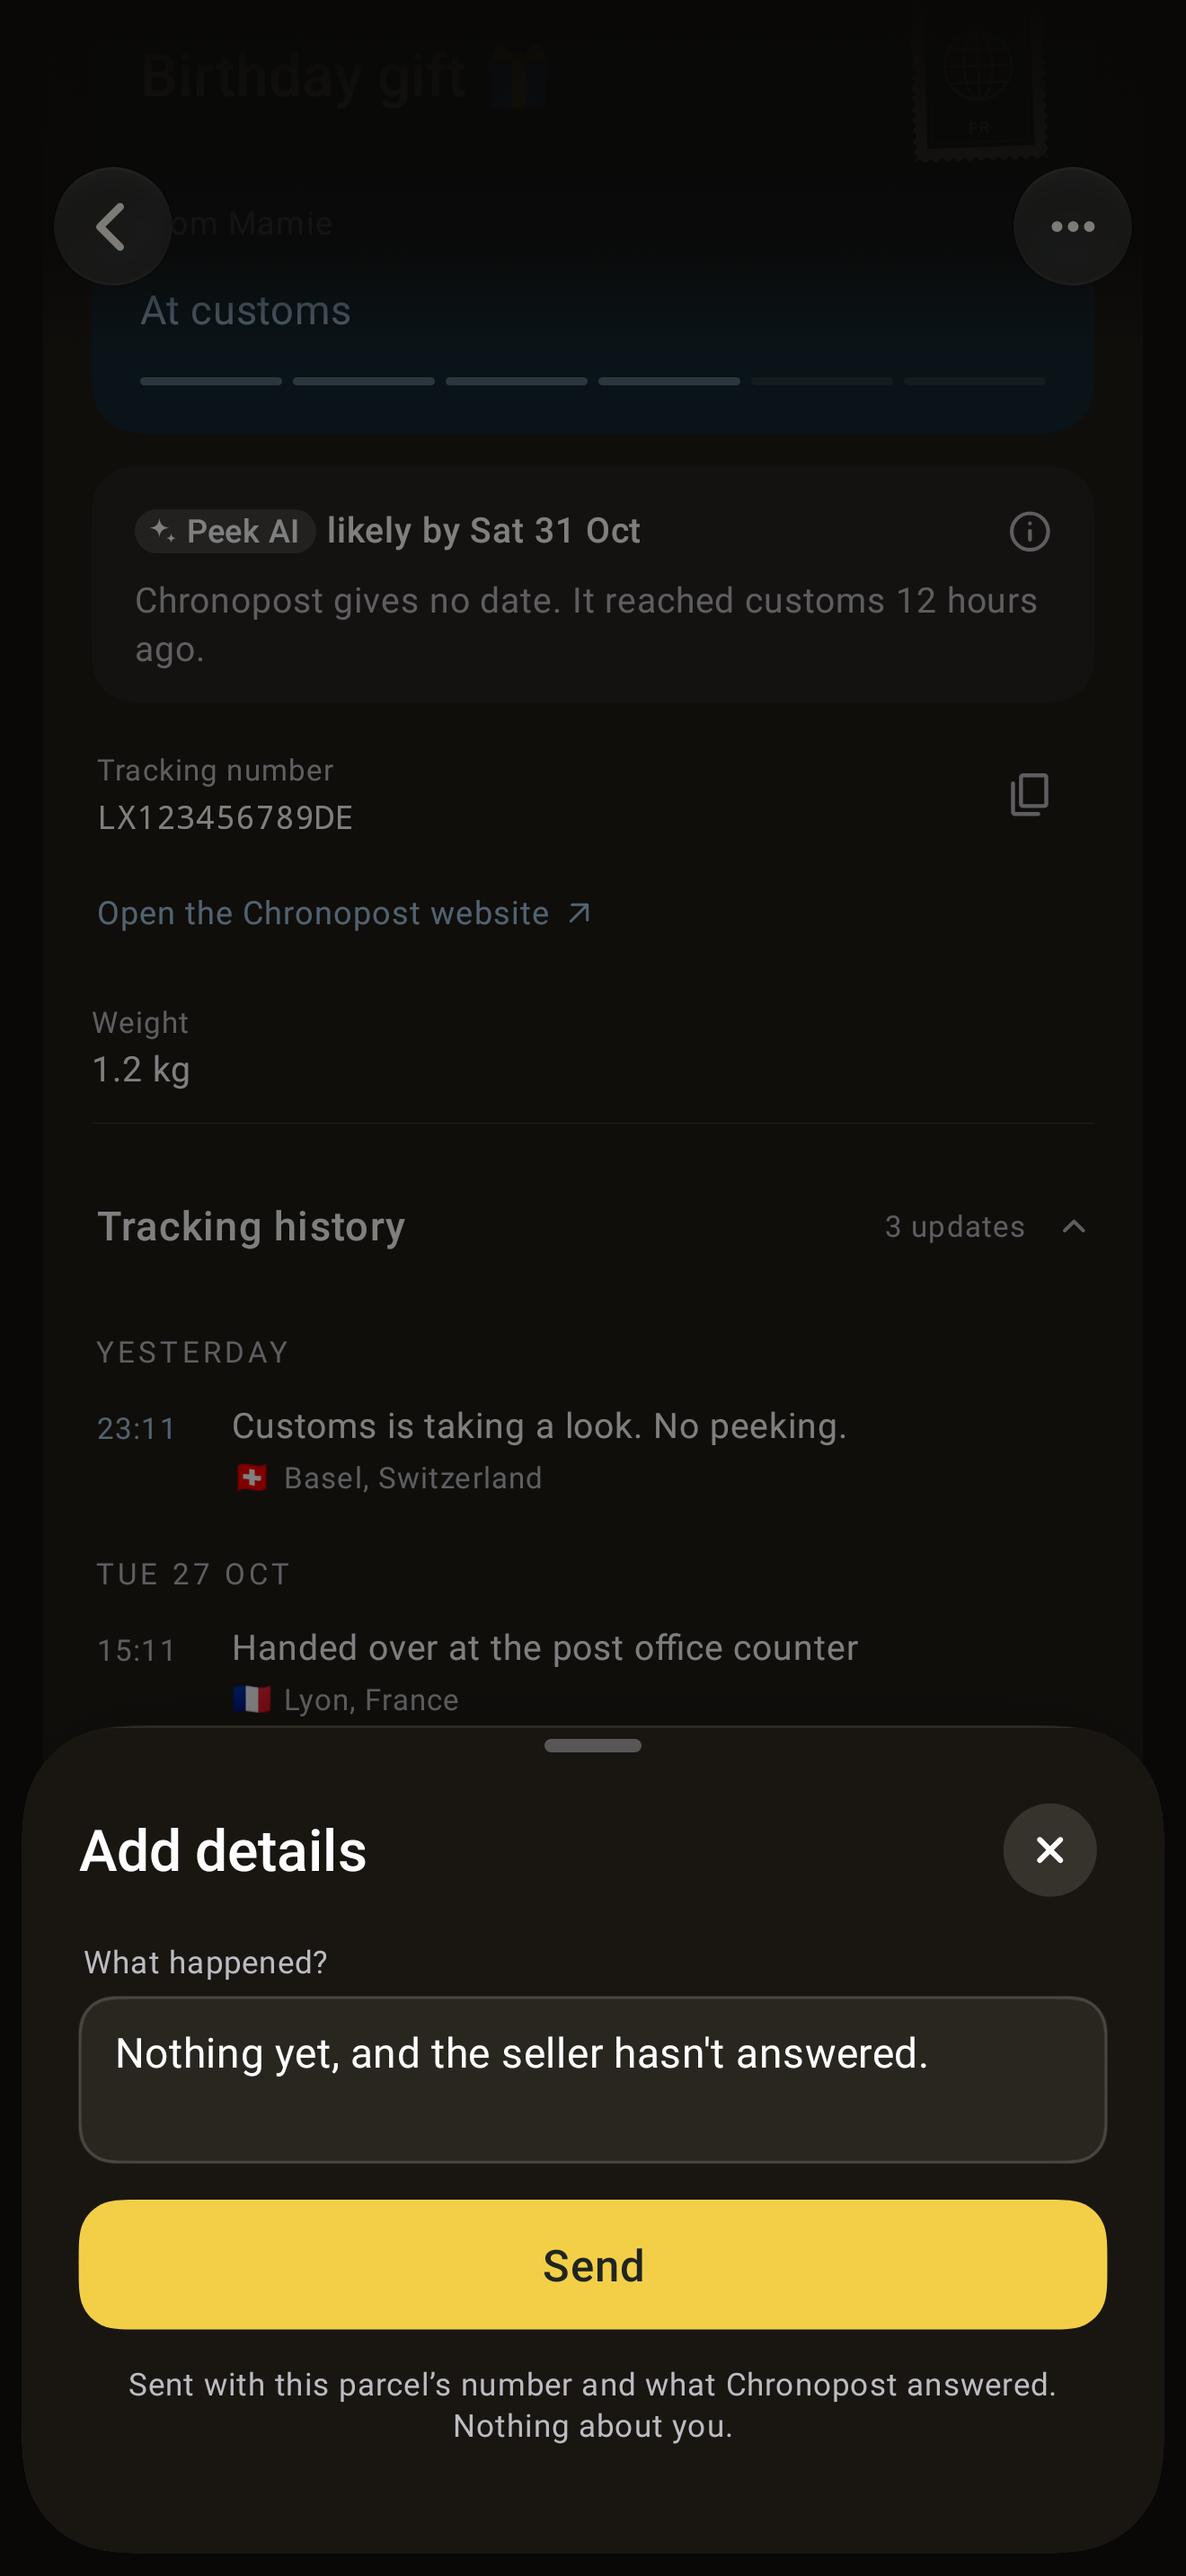 Birthday gift 🎁
FR
om Mamie
At customs
Peek AI likely by Sat 31 Oct
Chronopost gives no date. It reached customs 12 hours
ago.
Tracking number
LX123456789DE
Open the Chronopost website
Weight
1.2 kg
Tracking history
3 updates
YESTERDAY
23:11
Customs is taking a look. No peeking.
🇨🇭 Basel, Switzerland
TUE 27 OCT
15:11
Handed over at the post office counter
🇫🇷 Lyon, France
Add details
What happened?
Nothing yet, and the seller hasn't answered.
Send
Sent with this parcel’s number and what Chronopost answered.
Nothing about you.